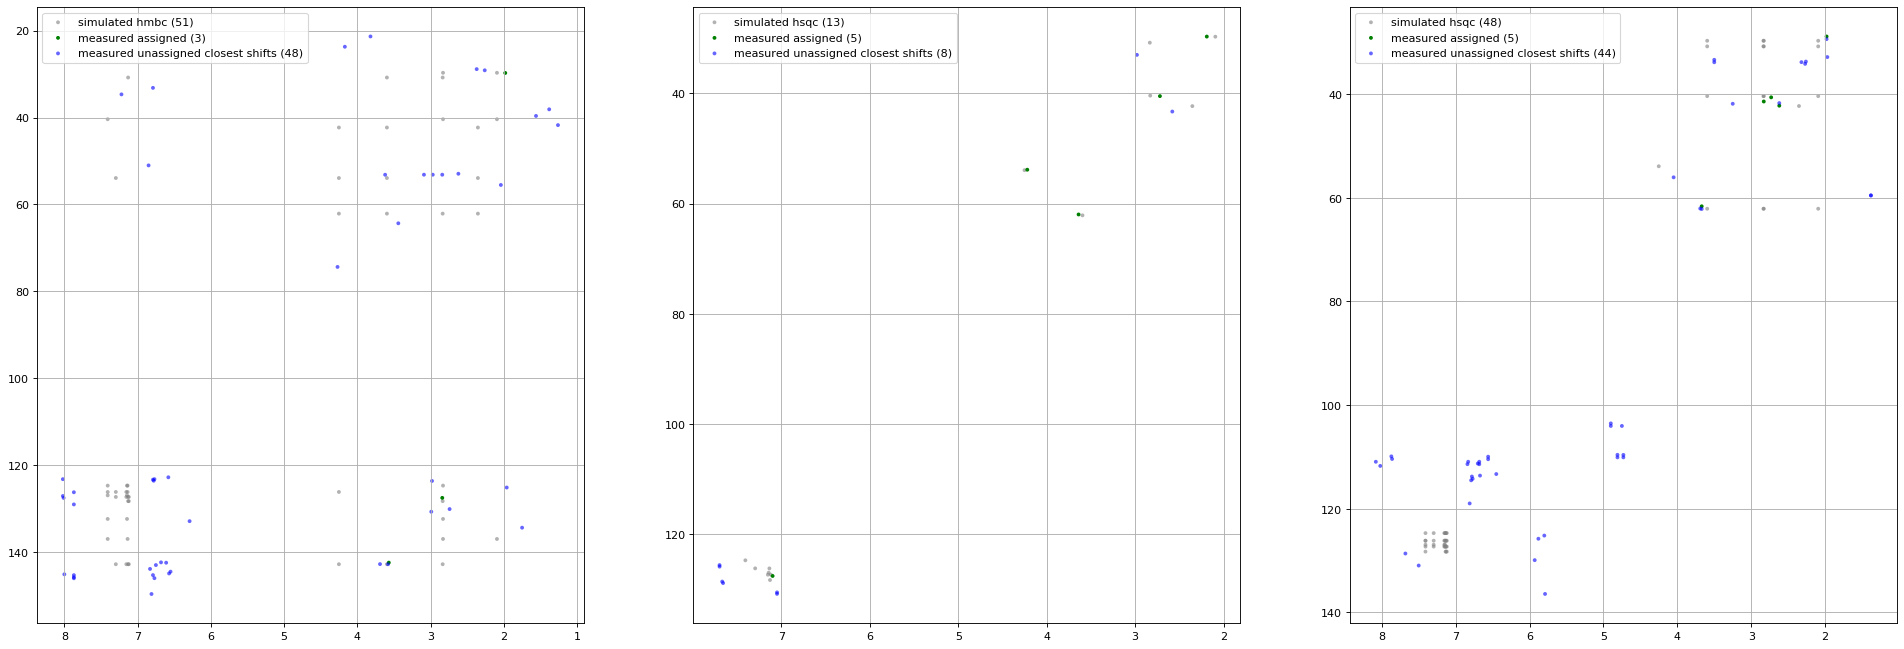 simulated hmbc (51)
measured assigned (3)
measured unassigned closest shifts (48)
20
40
60
80
100
120
140
8 7 6 5 4 3 2 1
simulated hsqc (13)
measured assigned (5)
measured unassigned closest shifts (8)
40
60
80
100
120
7 6 5 4 3 2
simulated hsqc (48)
measured assigned (5)
measured unassigned closest shifts (44)
40
60
80
100
120
140
8 7 6 5 4 3 2